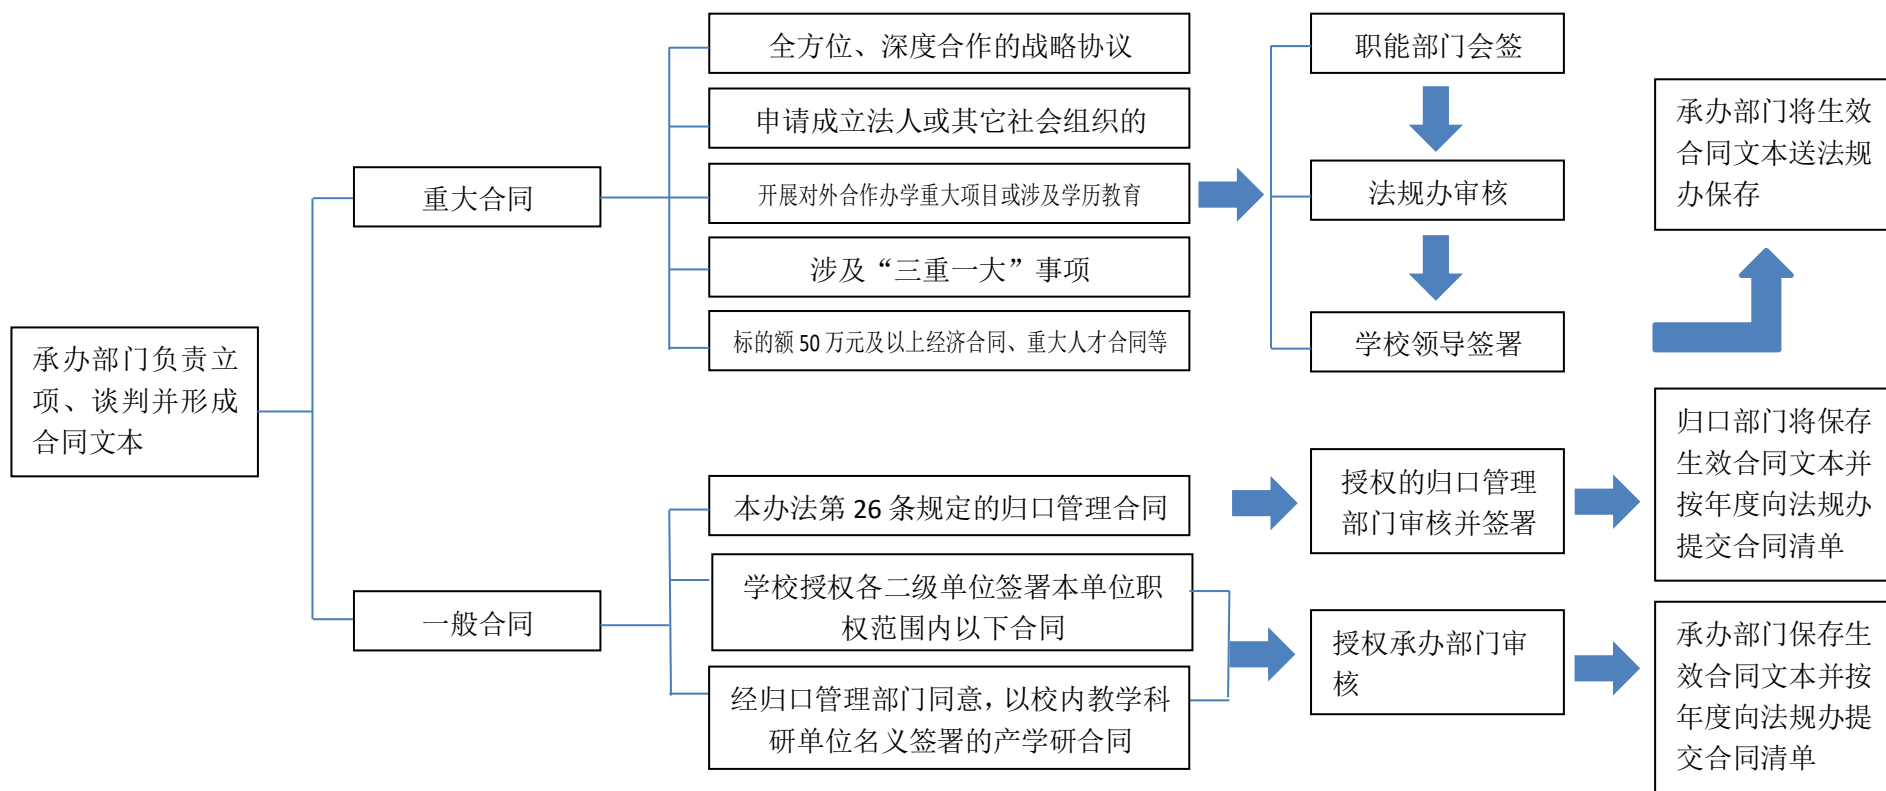 全方位、深度合作的战略协议
申请成立法人或其它社会组织的
开展对外合作办学重大项目或涉及学历教育
涉及“三重一大”事项
标的额 50 万元及以上经济合同、重大人才合同等
重大合同
承办部门负责立
项、谈判并形成
合同文本
一般合同
本办法第 26 条规定的归口管理合同
学校授权各二级单位签署本单位职
权范围内以下合同
经归口管理部门同意，以校内教学科
研单位名义签署的产学研合同
职能部门会签
法规办审核
学校领导签署
授权的归口管理
部门审核并签署
授权承办部门审
核
承办部门将生效
合同文本送法规
办保存
归口部门将保存
生效合同文本并
按年度向法规办
提交合同清单
承办部门保存生
效合同文本并按
年度向法规办提
交合同清单